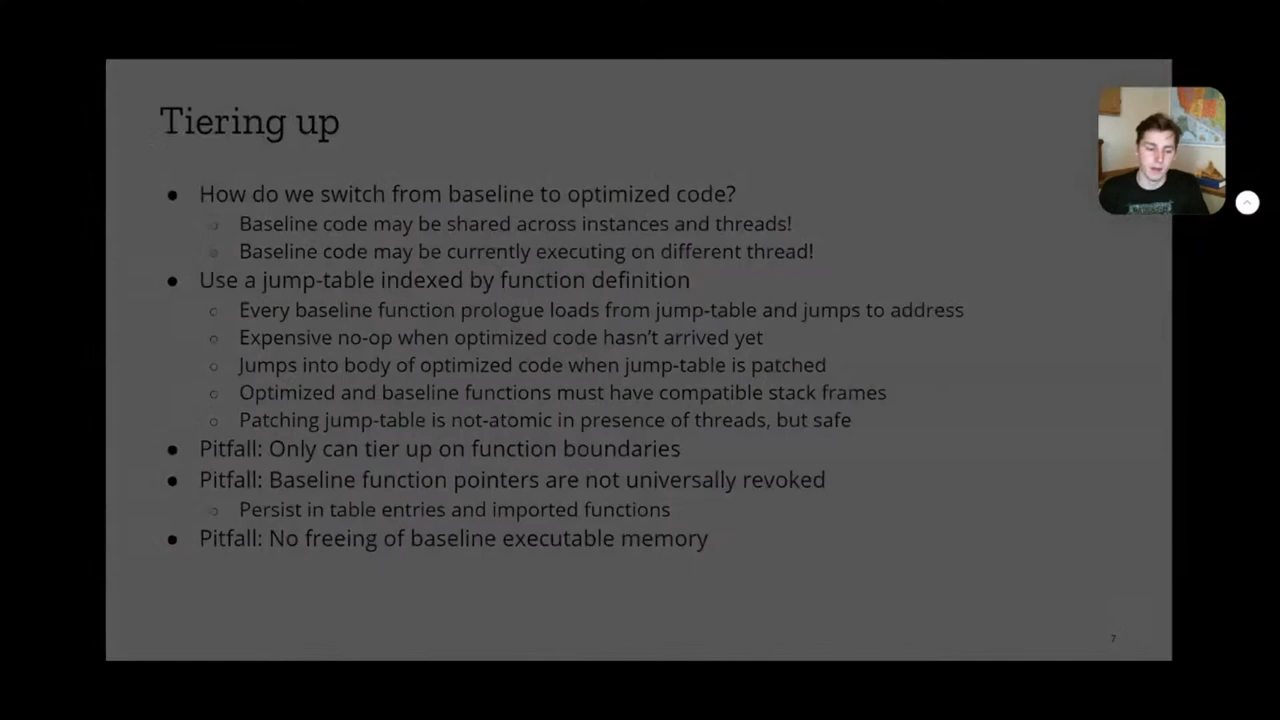 Tiering up
● How do we switch from baseline to optimized code?
○ Baseline code may be shared across instances and threads!
○ Baseline code may be currently executing on different thread!
● Use a jump-table indexed by function definition
○ Every baseline function prologue loads from jump-table and jumps to address
○ Expensive no-op when optimized code hasn't arrived yet
○ Jumps into body of optimized code when jump-table is patched
○ Optimized and baseline functions must have compatible stack frames
○ Patching jump-table is not-atomic in presence of threads, but safe
● Pitfall: Only can tier up on function boundaries
● Pitfall: Baseline function pointers are not universally revoked
○ Persist in table entries and imported functions
● Pitfall: No freeing of baseline executable memory
7